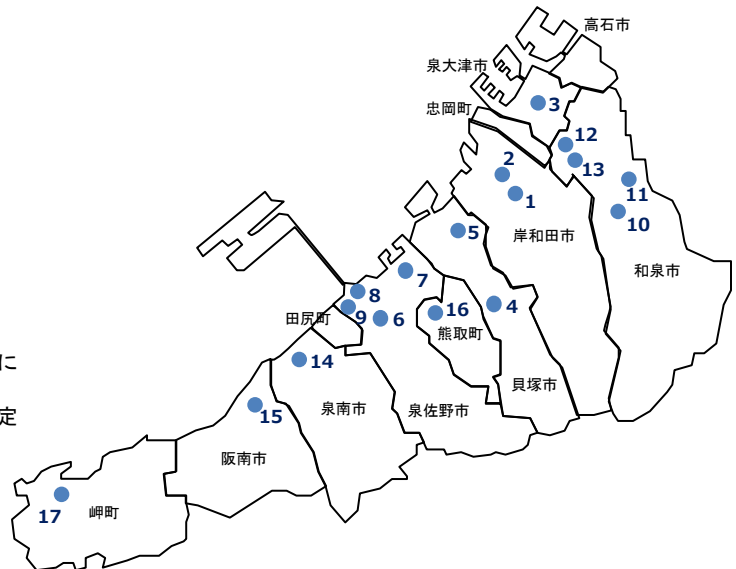 高石市
泉大津市
3
忠岡町
12
2
13
11
1
10
5
岸和田市
和泉市
7
8
4
9
16
6
田尻町
熊取町
に
14
貝塚市
15
泉南市
泉佐野市
定
阪南市
17
岬町